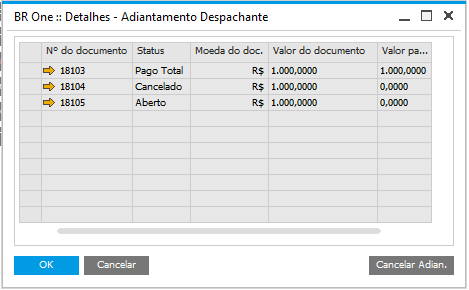 BR One :: Detalhes - Adiantamento Despachante
Nº do documento Status Moeda do doc. Valor do documento Valor pa...
18103 Pago Total R$ 1.000,0000 1.000,0000
18104 Cancelado R$ 1.000,0000 0,0000
18105 Aberto R$ 1.000,0000 0,0000
OK Cancelar Cancelar Adian.